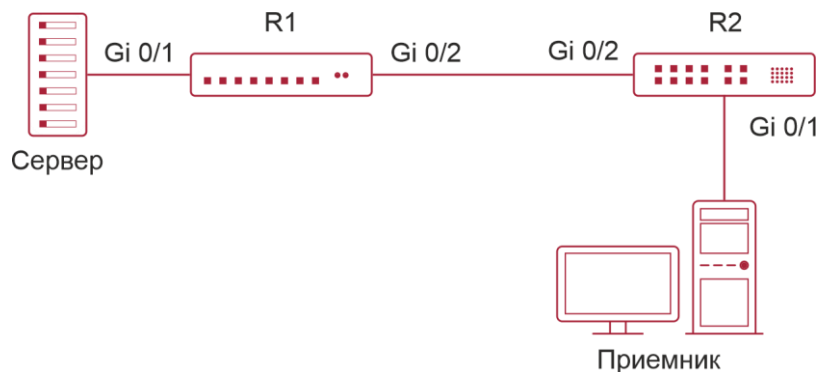 R1
R2
Gi 0/1
Gi 0/2
Gi 0/2
Gi 0/1
Сервер
Приемник